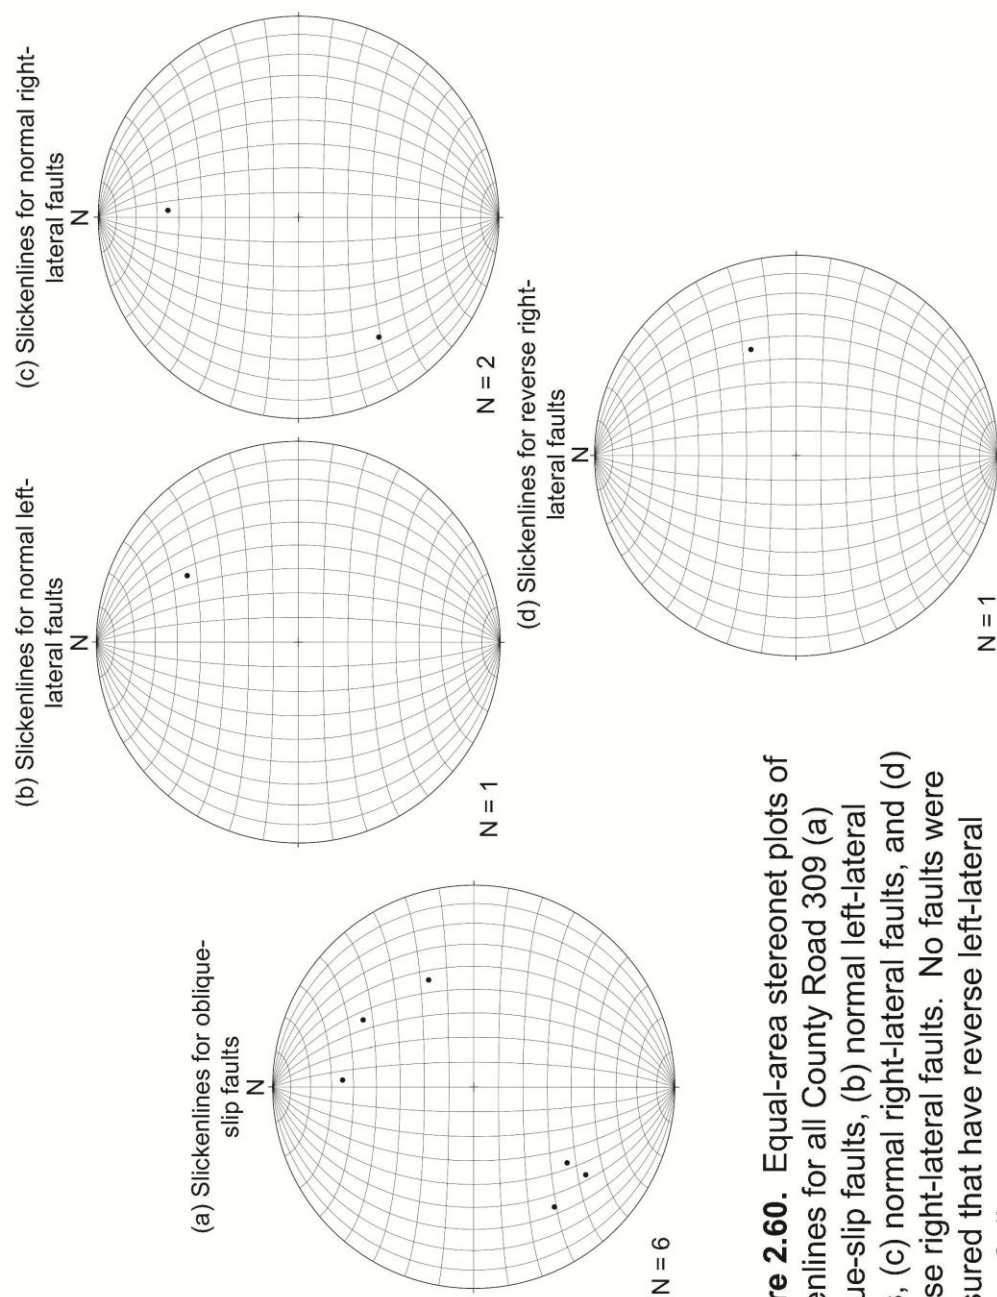 (a) Slickenlines for oblique-
slip faults
N
N = 6
(b) Slickenlines for normal left-
lateral faults
N
N = 1
(c) Slickenlines for normal right-
lateral faults
N
N = 2
(d) Slickenlines for reverse right-
lateral faults
N
N = 1
re 2.60. Equal-area stereonet plots of
enlines for all County Road 309 (a)
ue-slip faults, (b) normal left-lateral
s, (c) normal right-lateral faults, and (d)
se right-lateral faults. No faults were
sured that have reverse left-lateral